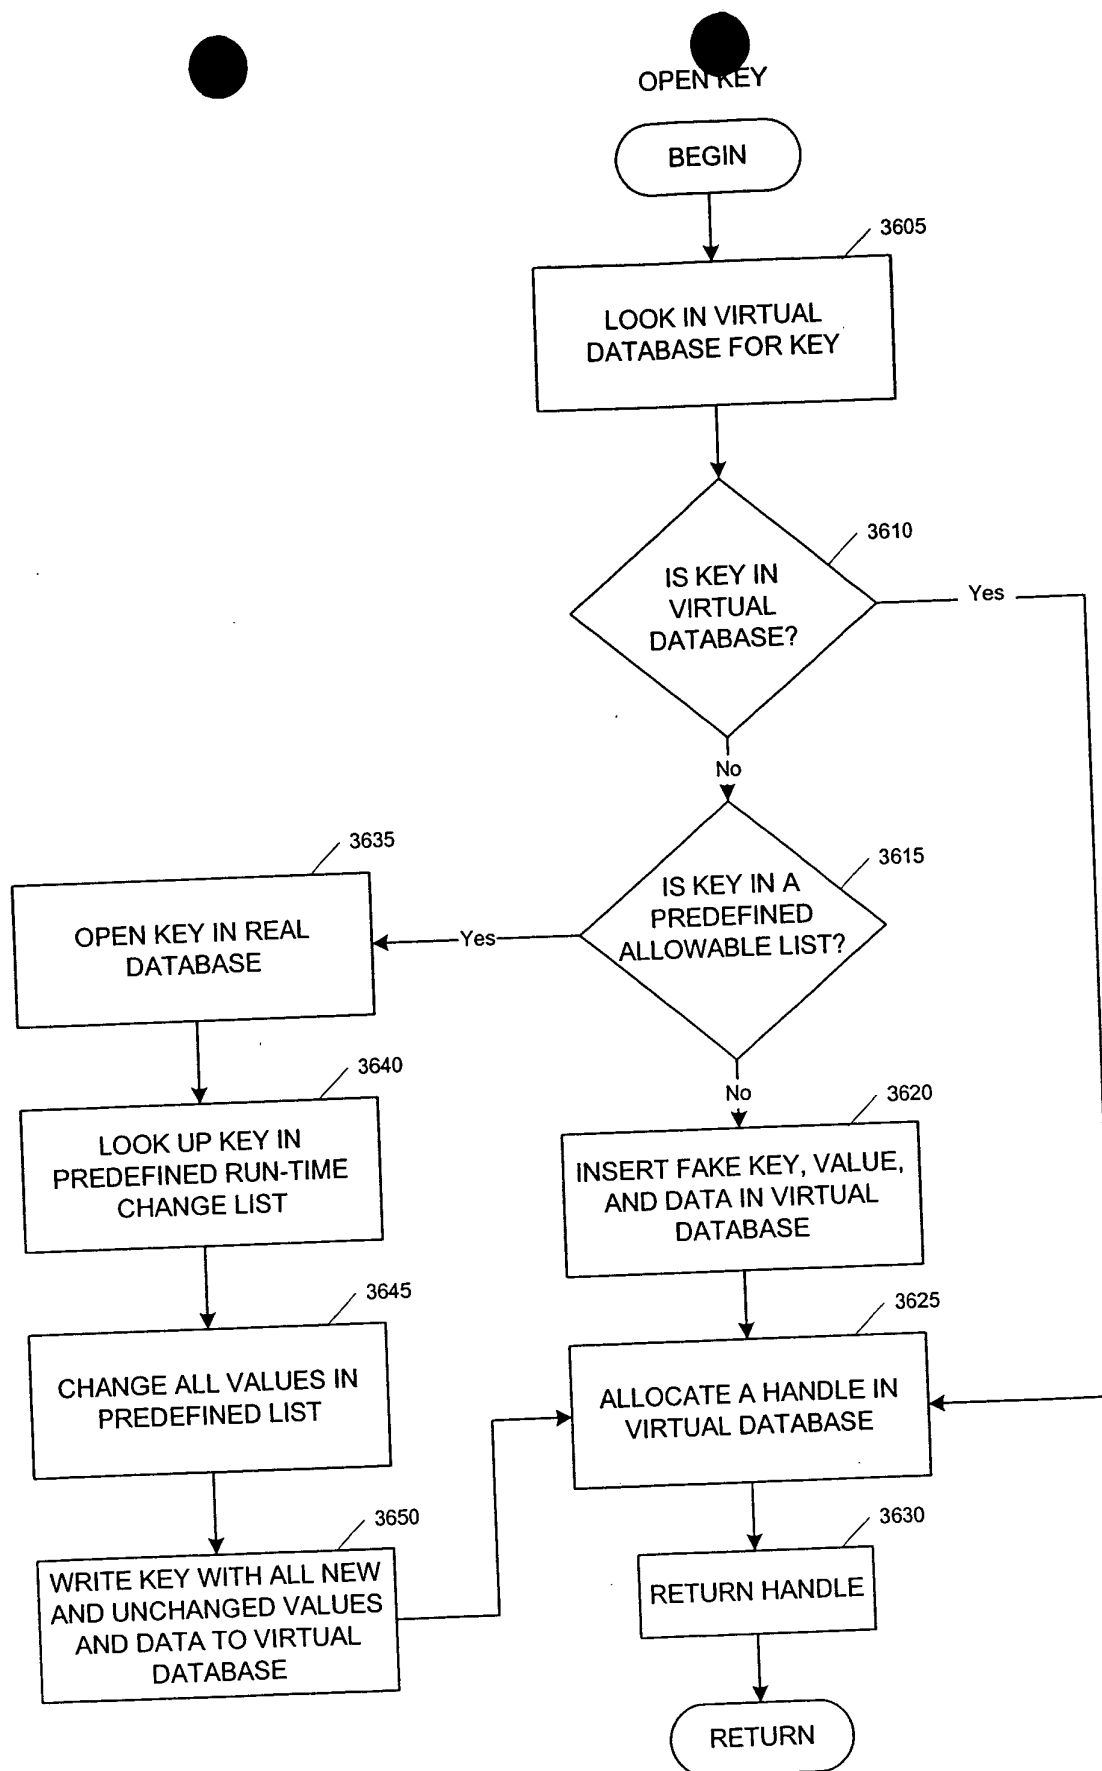 OPEN KEY
BEGIN
3605
LOOK IN VIRTUAL
DATABASE FOR KEY
3610
IS KEY IN
VIRTUAL
DATABASE?
Yes
No
3615
IS KEY IN A
PREDEFINED
ALLOWABLE LIST?
Yes
3635
OPEN KEY IN REAL
DATABASE
3640
LOOK UP KEY IN
PREDEFINED RUN-TIME
CHANGE LIST
3645
CHANGE ALL VALUES IN
PREDEFINED LIST
3650
WRITE KEY WITH ALL NEW
AND UNCHANGED VALUES
AND DATA TO VIRTUAL
DATABASE
No
3620
INSERT FAKE KEY, VALUE,
AND DATA IN VIRTUAL
DATABASE
3625
ALLOCATE A HANDLE IN
VIRTUAL DATABASE
3630
RETURN HANDLE
RETURN